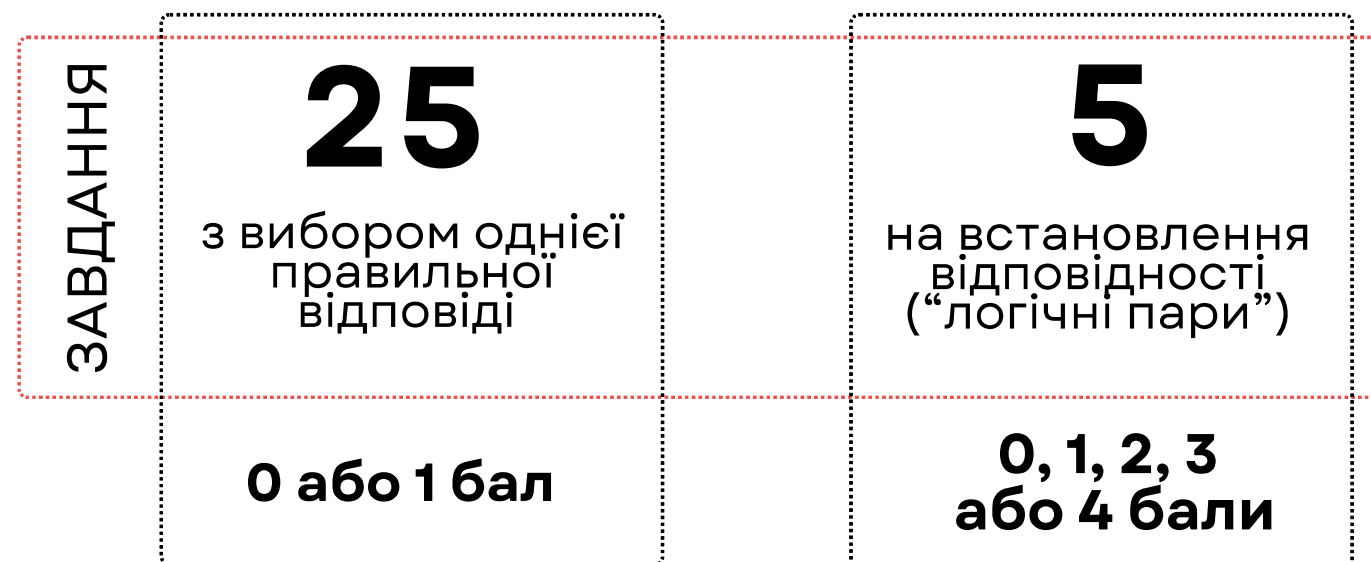 ЗАВДАННЯ
25
з вибором однієї
правильної
відповіді
0 або 1 бал
5
на встановлення
відповідності
(“логічні пари”)
0, 1, 2, 3
або 4 бали